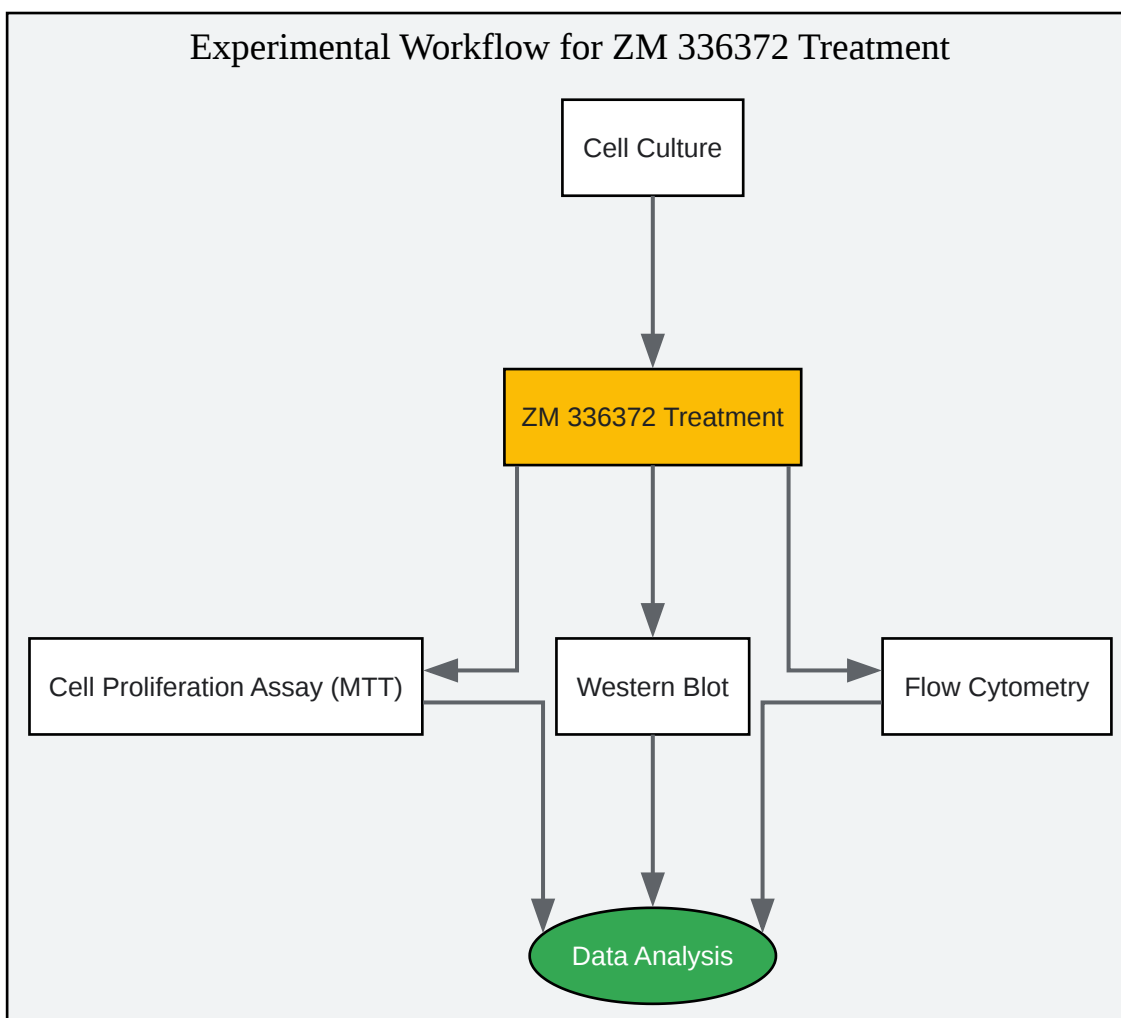 Experimental Workflow for ZM 336372 Treatment
Cell Culture
ZM 336372 Treatment
Cell Proliferation Assay (MTT)
Western Blot
Flow Cytometry
Data Analysis